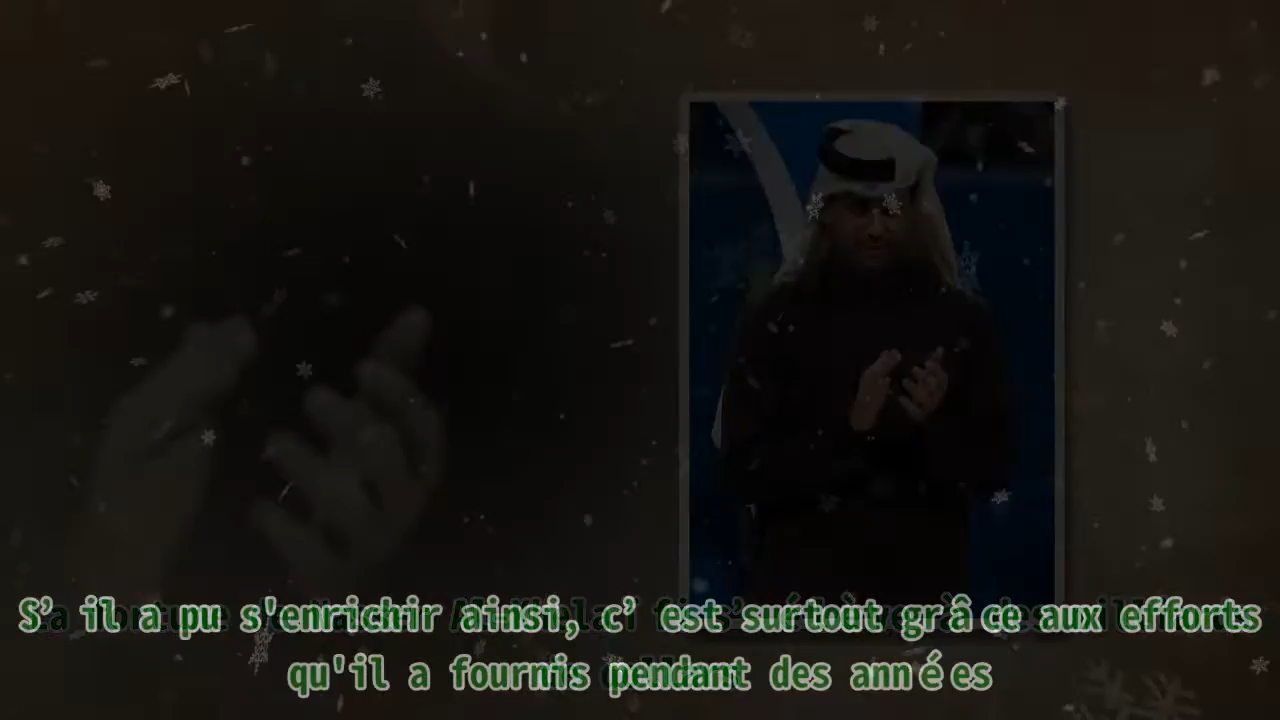 S’ il a pu s'enrichir ainsi, c’ est surtout grâce aux efforts
qu'il a fournis pendant des années